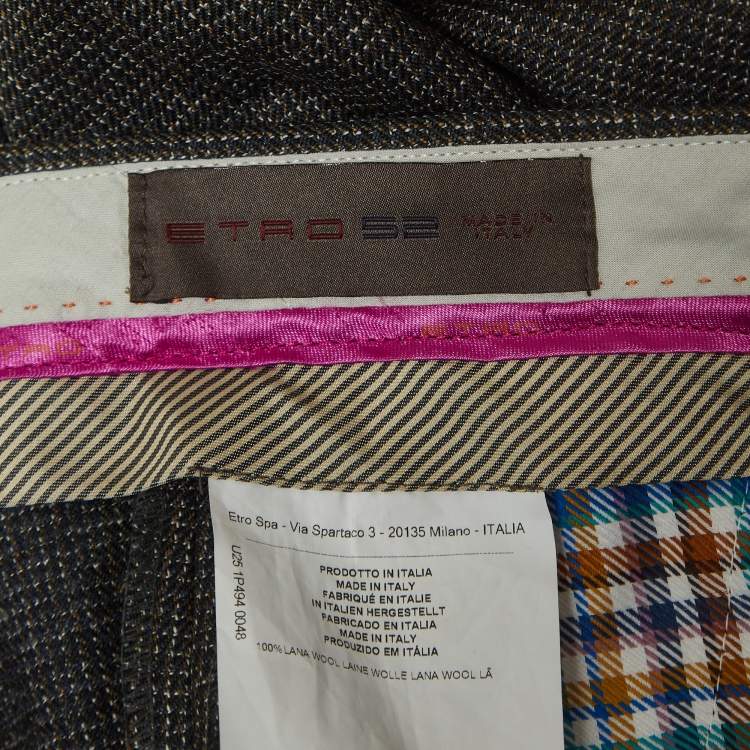 ETRO 52 MADE IN ITALY
TRO ETRO
Etro Spa - Via Spartaco 3 - 20135 Milano - ITALIA
U25 1P494 0048
PRODOTTO IN ITALIA
MADE IN ITALY
FABRIQUÉ EN ITALIE
IN ITALIEN HERGESTELLT
FABRICADO EN ITALIA
MADE IN ITALY
PRODUZIDO EM ITÁLIA
100% LANA WOOL LAINE WOLLE LANA WOOL LÃ